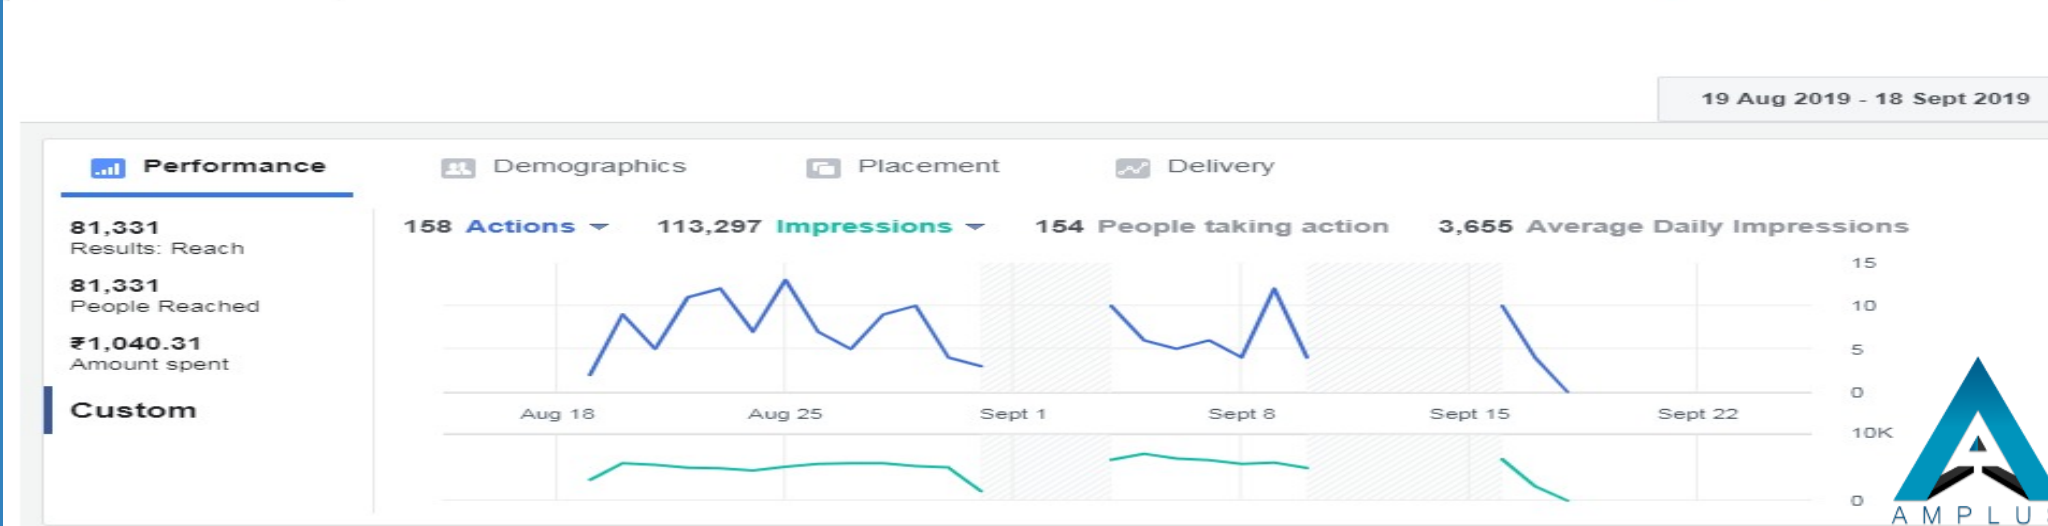 19 Aug 2019 - 18 Sept 2019
Performance
Demographics
Placement
Delivery
81,331
Results: Reach
81,331
People Reached
₹1,040.31
Amount spent
Custom
158 Actions
113,297 Impressions
154 People taking action
3,655 Average Daily Impressions
15
10
5
0
Aug 18
Aug 25
Sept 1
Sept 8
Sept 15
Sept 22
10K
0
AMPLUS